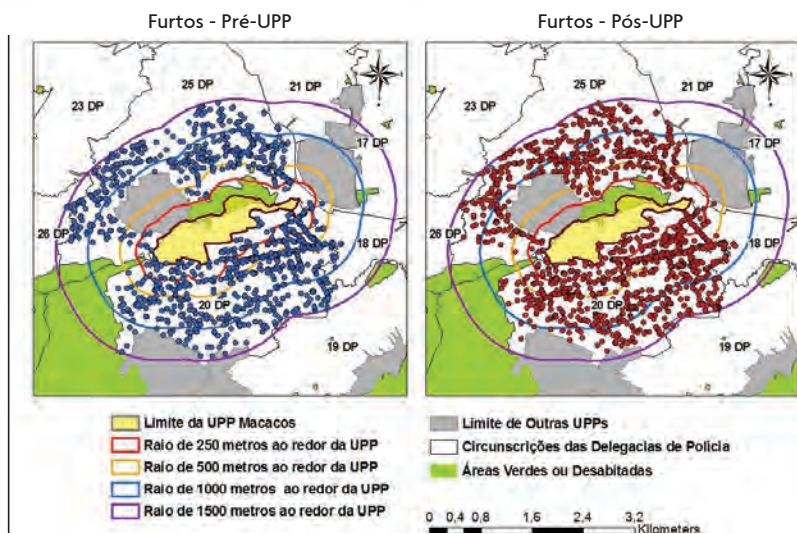 Furtos - Pré-UPP
23 DP
25 DP
21 DP
17 DP
26 DP
18 DP
20 DP
19 DP
Furtos - Pós-UPP
23 DP
25 DP
21 DP
17 DP
26 DP
18 DP
20 DP
19 DP
Limite da UPP Macacos
Raio de 250 metros ao redor da UPP
Raio de 500 metros ao redor da UPP
Raio de 1000 metros ao redor da UPP
Raio de 1500 metros ao redor da UPP
Limite de Outras UPPs
Circunscrições das Delegacias de Polícia
Áreas Verdes ou Desabitadas
0 0,4 0,8 1,6 2,4 3,2
Kilometers